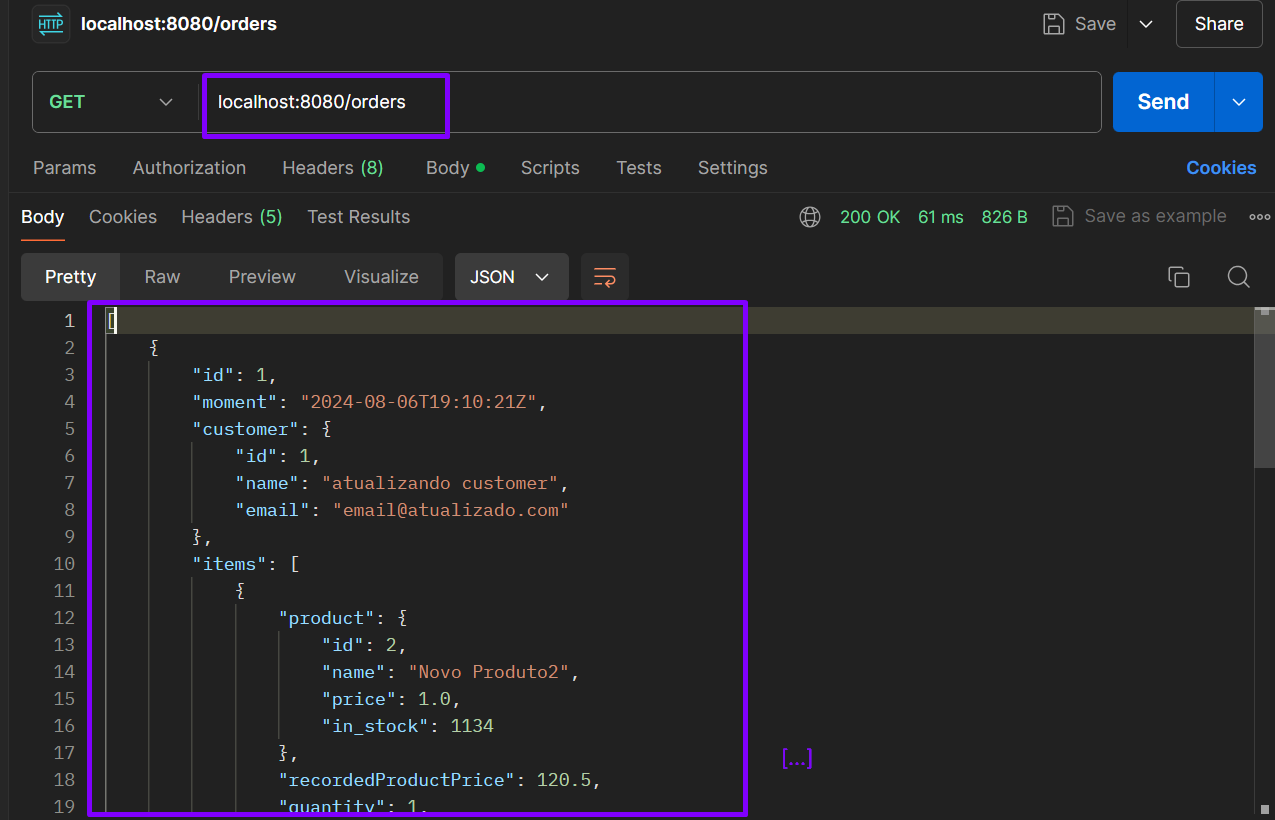 HTTP localhost:8080/orders Save Share
GET localhost:8080/orders Send
Params Authorization Headers (8) Body Scripts Tests Settings Cookies
Body Cookies Headers (5) Test Results 200 OK 61 ms 826 B Save as example
Pretty Raw Preview Visualize JSON
1 [
2 {
3 "id": 1,
4 "moment": "2024-08-06T19:10:21Z",
5 "customer": {
6 "id": 1,
7 "name": "atualizando customer",
8 "email": "email@atualizado.com"
9 },
10 "items": [
11 {
12 "product": {
13 "id": 2,
14 "name": "Novo Produto2",
15 "price": 1.0,
16 "in_stock": 1134
17 },
[...]
18 "recordedProductPrice": 120.5,
19 "quantity": 1,